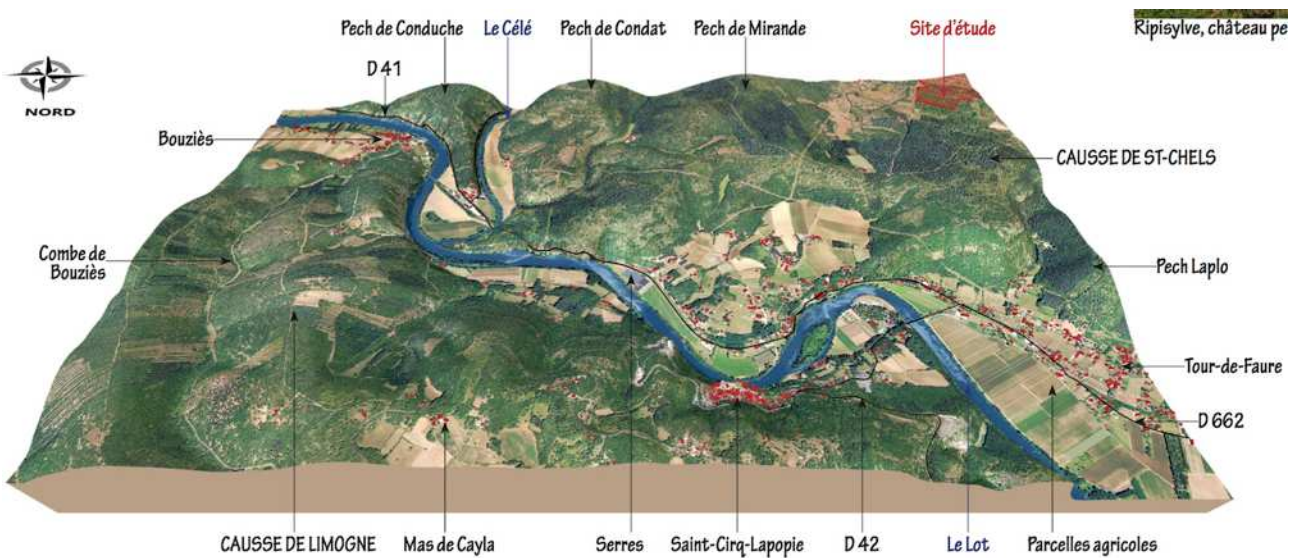 Pech de Conduche
Le Célé
Pech de Condat
Pech de Mirande
Site d'étude
Ripisylve, château pe
D 41
NORD
Bouziès
CAUSSE DE ST-CHELS
Combe de
Bouziès
Pech Laplo
Tour-de-Faure
D 662
CAUSSE DE LIMOGNE
Mas de Cayla
Serres
Saint-Cirq-Lapopie
D 42
Le Lot
Parcelles agricoles